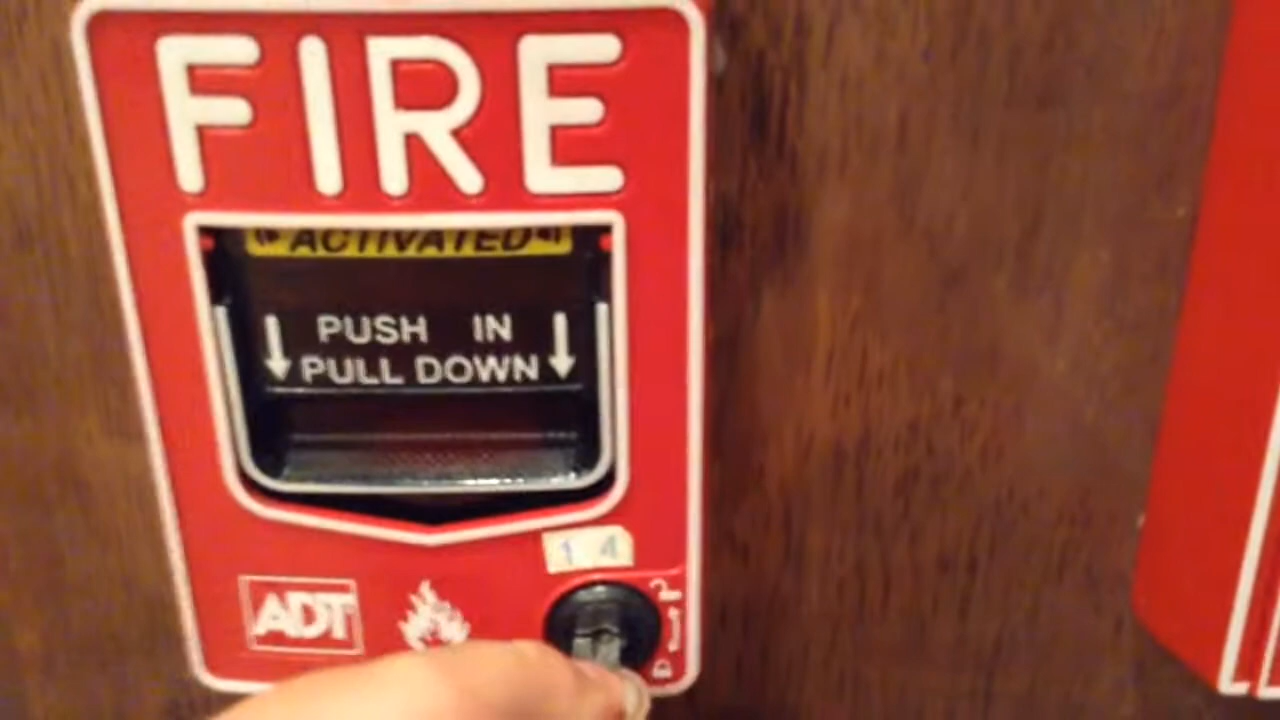 FIRE
ACTIVATED
PUSH IN
PULL DOWN
14
ADT